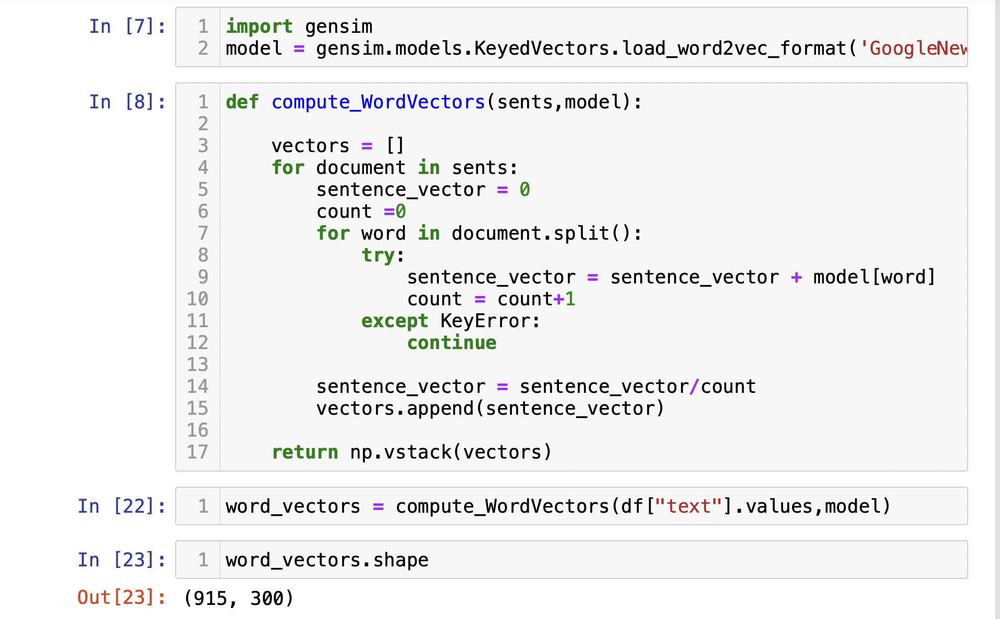 In [7]:
1 import gensim
2 model = gensim.models.KeyedVectors.load_word2vec_format('GoogleNew
In [8]:
1 def compute_WordVectors(sents,model):
2
3     vectors = []
4     for document in sents:
5         sentence_vector = 0
6         count =0
7         for word in document.split():
8             try:
9                 sentence_vector = sentence_vector + model[word]
10                 count = count+1
11             except KeyError:
12                 continue
13
14         sentence_vector = sentence_vector/count
15         vectors.append(sentence_vector)
16
17     return np.vstack(vectors)
In [22]:
1 word_vectors = compute_WordVectors(df["text"].values,model)
In [23]:
1 word_vectors.shape
Out[23]: (915, 300)